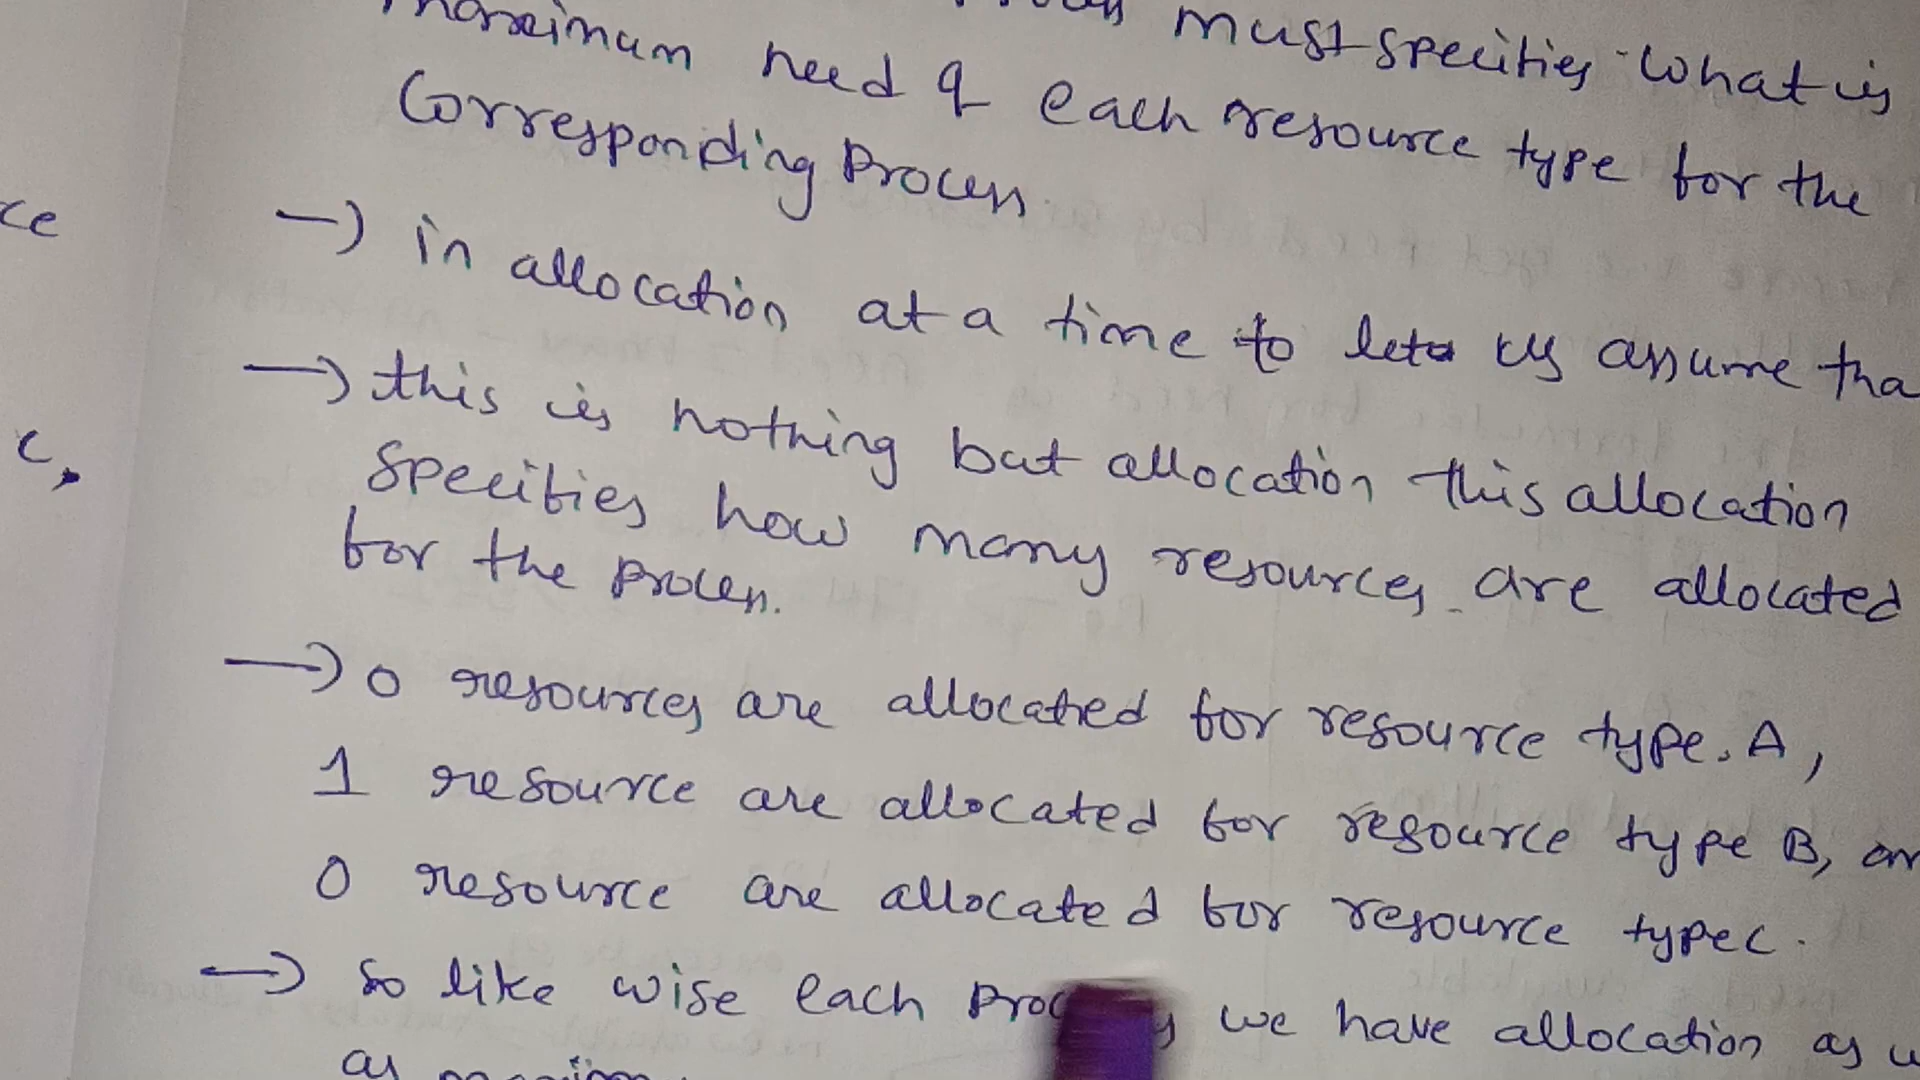 must specifies what is
maximum need of each resource type for the
Corresponding Process.
ce
→ in allocation at a time to let us assume tha
→ this is nothing but allocation this allocation
c,
specifies how many resources are allocated
for the process.
→ 0 resources are allocated for resource type. A,
1 resource are allocated for resource type B, an
0 resource are allocated for resource type C.
→ so like wise each we have allocation as w
as